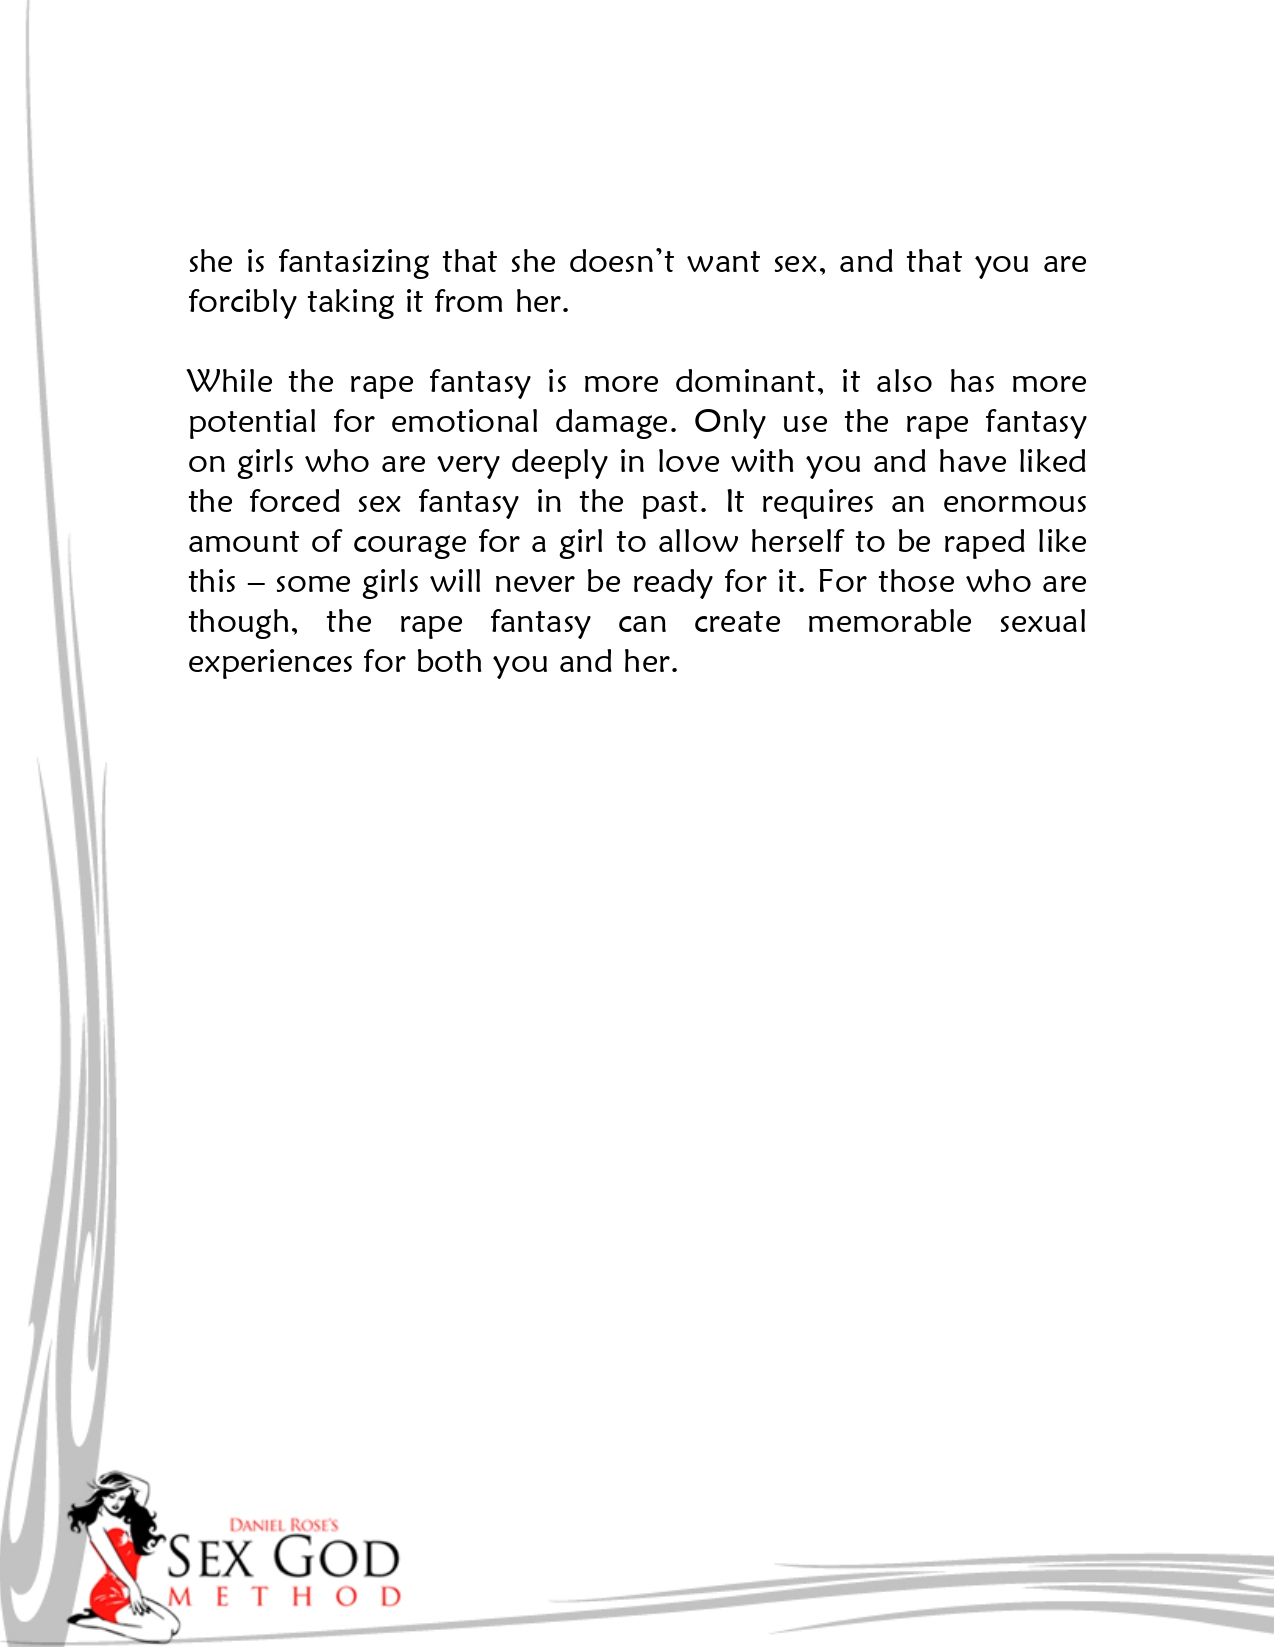 she is fantasizing that she doesn’t want sex, and that you are
forcibly taking it from her.
While the rape fantasy is more dominant, it also has more
potential for emotional damage. Only use the rape fantasy
on girls who are very deeply in love with you and have liked
the forced sex fantasy in the past. It requires an enormous
amount of courage for a girl to allow herself to be raped like
this – some girls will never be ready for it. For those who are
though, the rape fantasy can create memorable sexual
experiences for both you and her.
DANIEL ROSE'S
SEX GOD
METHOD